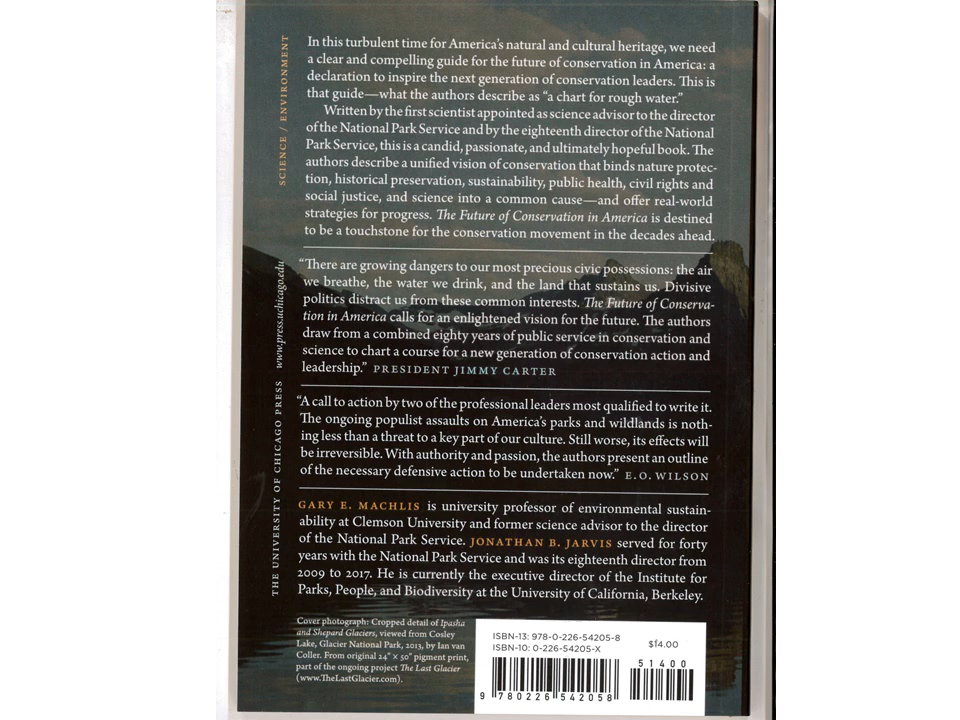 In this turbulent time for America's natural and cultural heritage, we need
a clear and compelling guide for the future of conservation in America: a
declaration to inspire the next generation of conservation leaders. This is
that guide—what the authors describe as “a chart for rough water.”
Written by the first scientist appointed as science advisor to the director
of the National Park Service and by the eighteenth director of the National
Park Service, this is a candid, passionate, and ultimately hopeful book. The
authors describe a unified vision of conservation that binds nature protec-
tion, historical preservation, sustainability, public health, civil rights and
social justice, and science into a common cause—and offer real-world
strategies for progress. The Future of Conservation in America is destined
to be a touchstone for the conservation movement in the decades ahead.
“There are growing dangers to our most precious civic possessions: the air
we breathe, the water we drink, and the land that sustains us. Divisive
politics distract us from these common interests. The Future of Conserva-
tion in America calls for an enlightened vision for the future. The authors
draw from a combined eighty years of public service in conservation and
science to chart a course for a new generation of conservation action and
leadership.” PRESIDENT JIMMY CARTER
“A call to action by two of the professional leaders most qualified to write it.
The ongoing populist assaults on America's parks and wildlands is noth-
ing less than a threat to a key part of our culture. Still worse, its effects will
be irreversible. With authority and passion, the authors present an outline
of the necessary defensive action to be undertaken now.” E.O. WILSON
GARY E. MACHLIS is university professor of environmental sustain-
ability at Clemson University and former science advisor to the director
of the National Park Service. JONATHAN B. JARVIS served for forty
years with the National Park Service and was its eighteenth director from
2009 to 2017. He is currently the executive director of the Institute for
Parks, People, and Biodiversity at the University of California, Berkeley.
Cover photograph: Cropped detail of Ipasha
and Shepard Glaciers, viewed from Cosley
Lake, Glacier National Park, 2013, by Ian van
Coller. From original 24" × 50" pigment print,
part of the ongoing project The Last Glacier
(www.TheLastGlacier.com).
ISBN-13: 978-0-226-54205-8
ISBN-10: 0-226-54205-X
$14.00
51400
9 780226 542058
THE UNIVERSITY OF CHICAGO PRESS www.press.uchicago.edu
SCIENCE / ENVIRONMENT